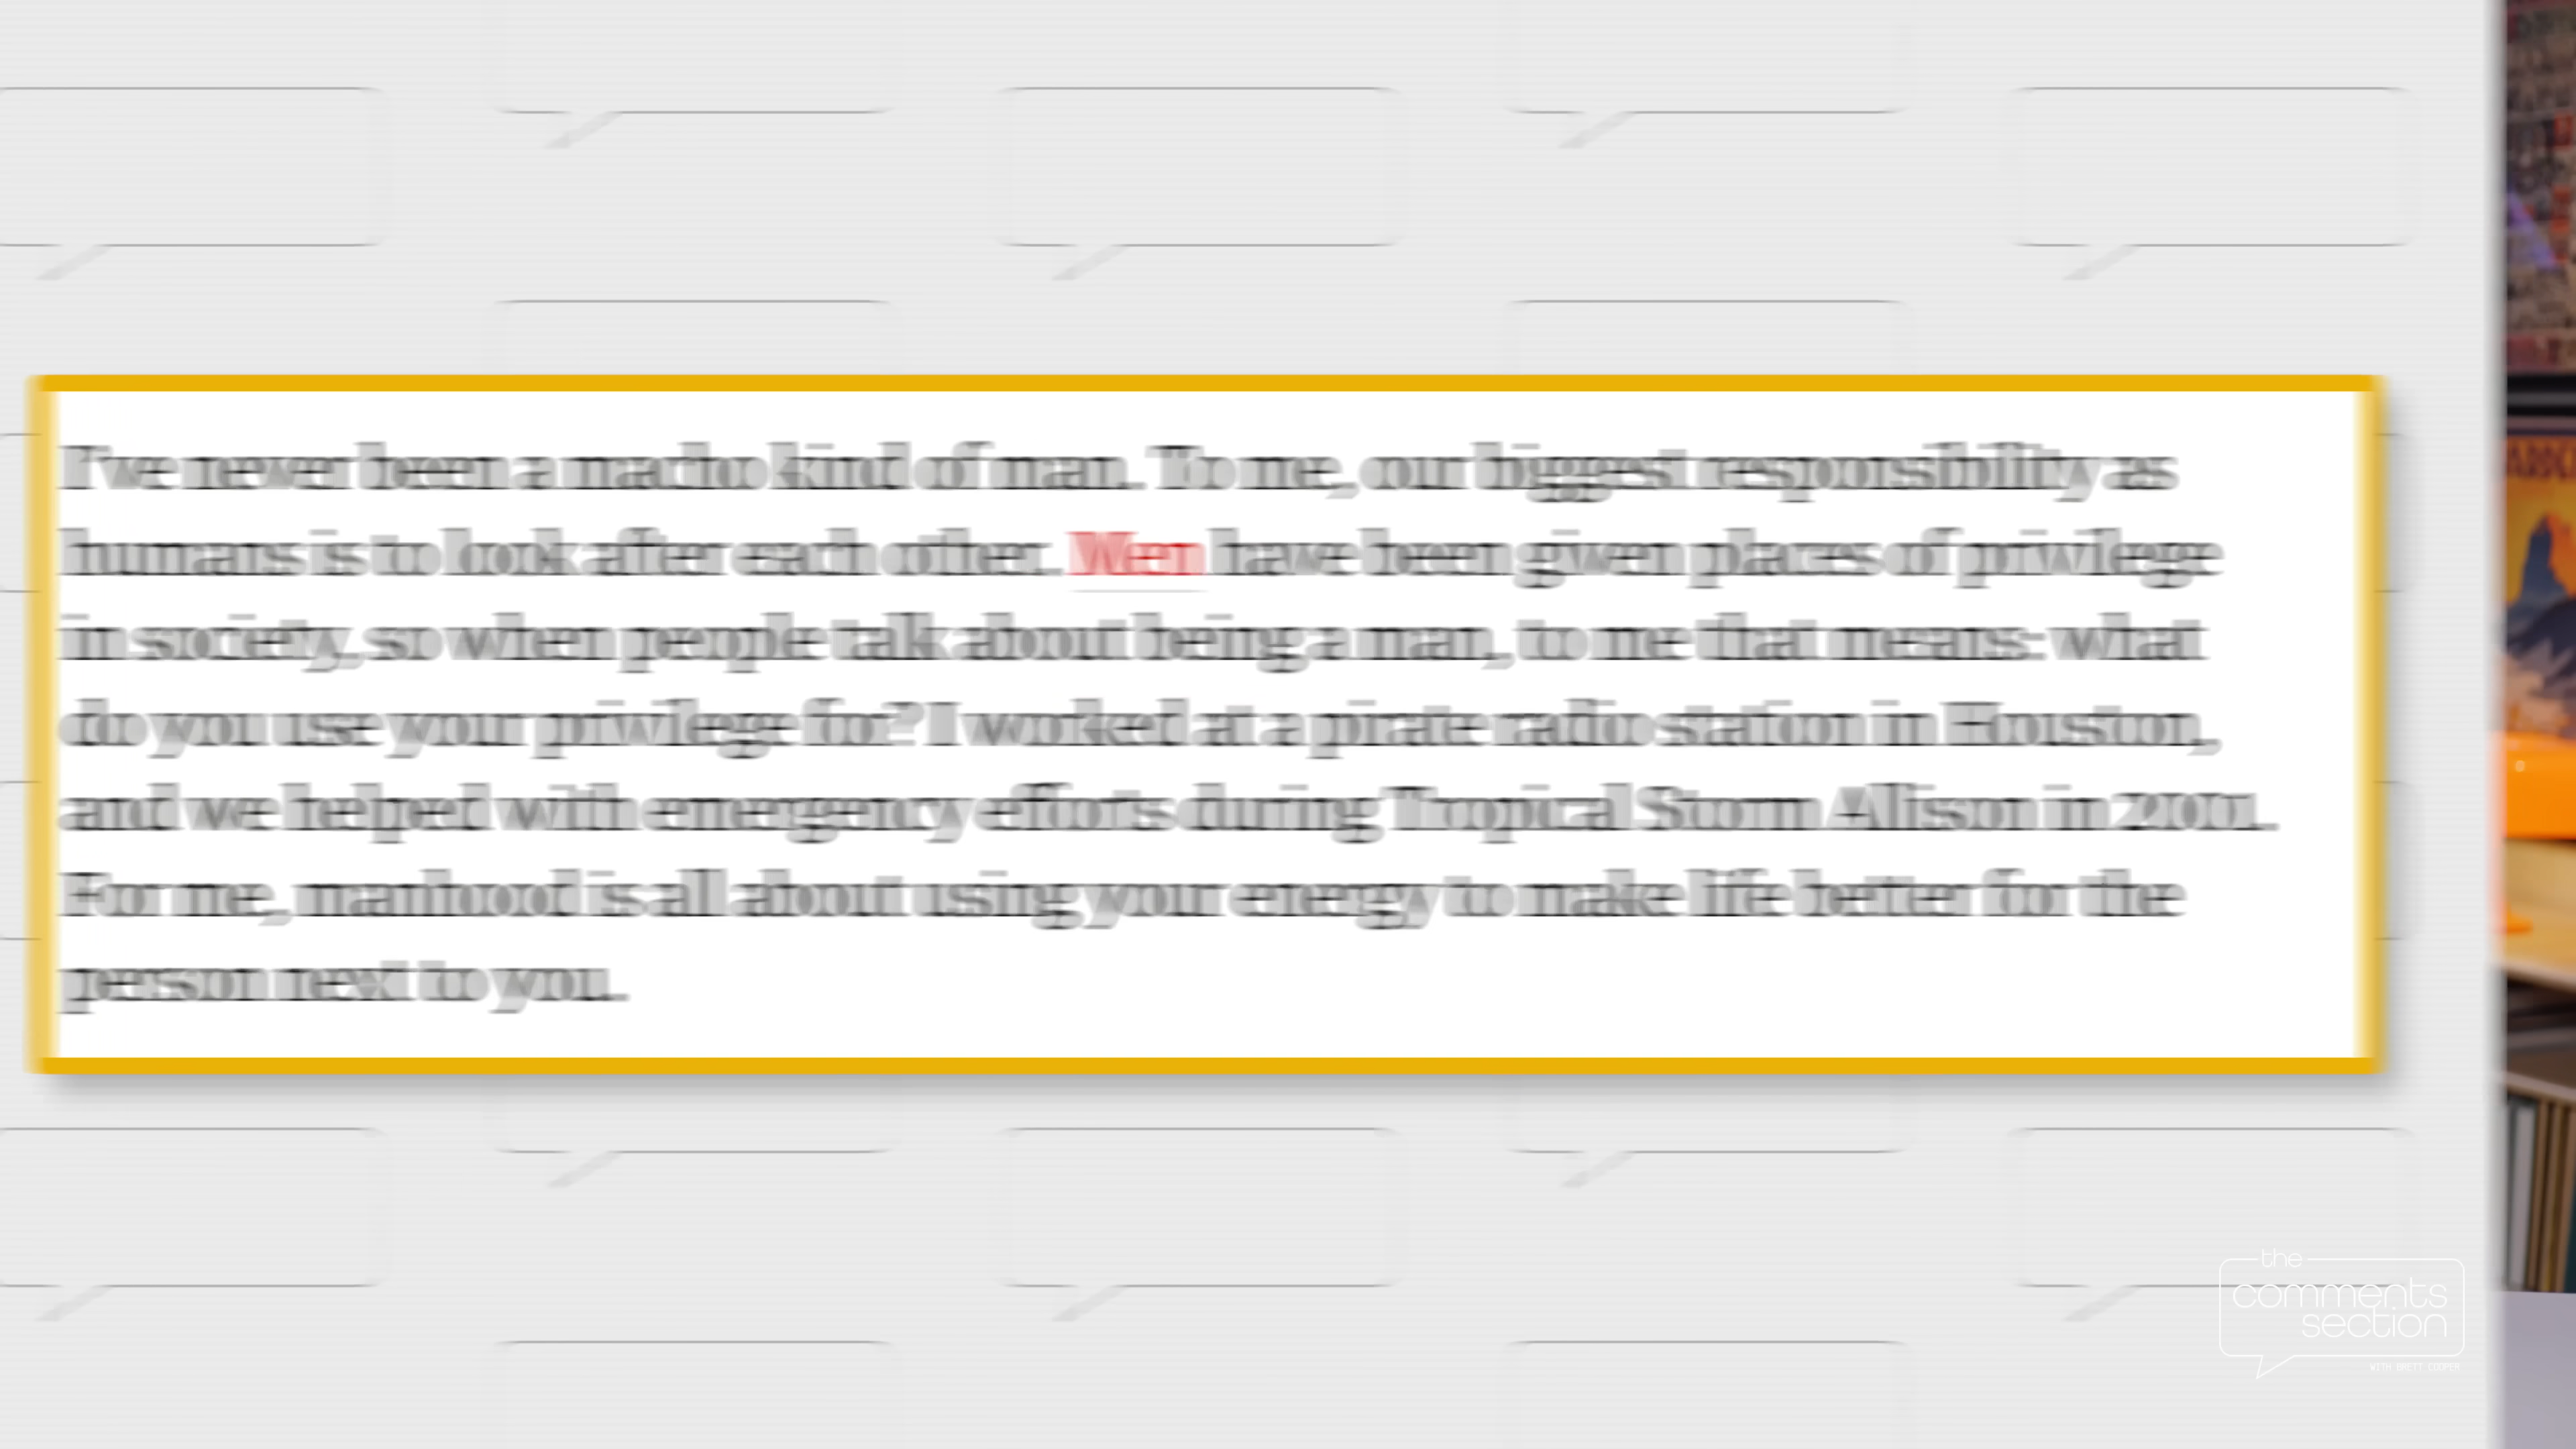 I've never been a macho kind of man. To me, our biggest responsibility as
humans is to look after each other. Men have been given places of privilege
in society, so when people talk about being a man, to me that means: what
do you use your privilege for? I worked at a pirate radio station in Houston,
and we helped with emergency efforts during Tropical Storm Allison in 2001.
For me, manhood is all about using your energy to make life better for the
person next to you.
the
comments
section
WITH BRETT COOPER